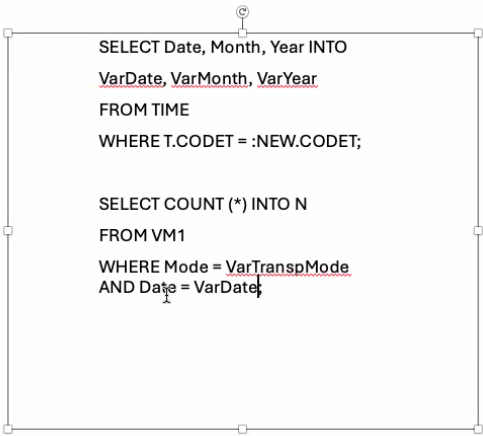 SELECT Date, Month, Year INTO
VarDate, VarMonth, VarYear
FROM TIME
WHERE T.CODET = :NEW.CODET;
SELECT COUNT (*) INTO N
FROM VM1
WHERE Mode = VarTranspMode
AND Date = VarDate;